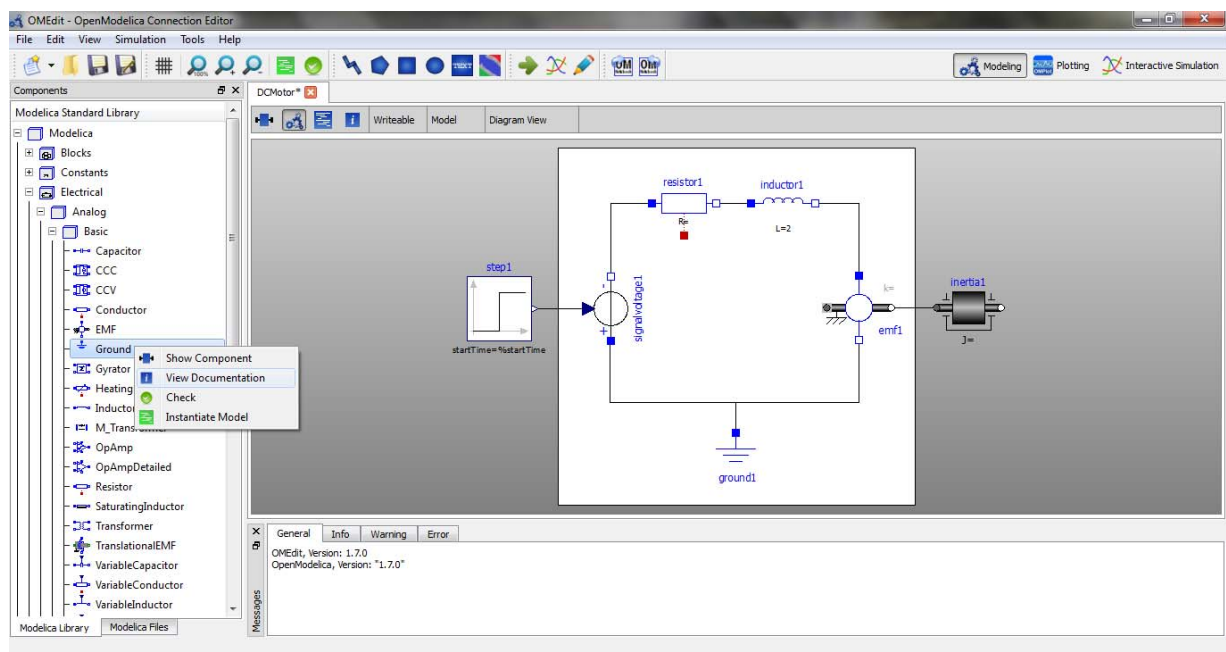 OMEdit - OpenModelica Connection Editor
File Edit View Simulation Tools Help
100%
TEXT
OM
OM
Modeling
Plotting
Interactive Simulation
Components
DCMotor*
Modelica Standard Library
Writeable
Model
Diagram View
Modelica
Blocks
Constants
Electrical
Analog
Basic
Capacitor
CCC
CCV
Conductor
EMF
Ground
Gyrator
Heating
Inductor
M_Transformer
OpAmp
OpAmpDetailed
Resistor
SaturatingInductor
Transformer
TranslationalEMF
VariableCapacitor
VariableConductor
VariableInductor
Modelica Library
Modelica Files
Show Component
View Documentation
Check
Instantiate Model
resistor1
R=
inductor1
L=2
step1
startTime=%startTime
-
+
signalvoltage1
k=
emf1
inertia1
J=
ground1
General
Info
Warning
Error
OMEdit, Version: 1.7.0
OpenModelica, Version: "1.7.0"
Messages